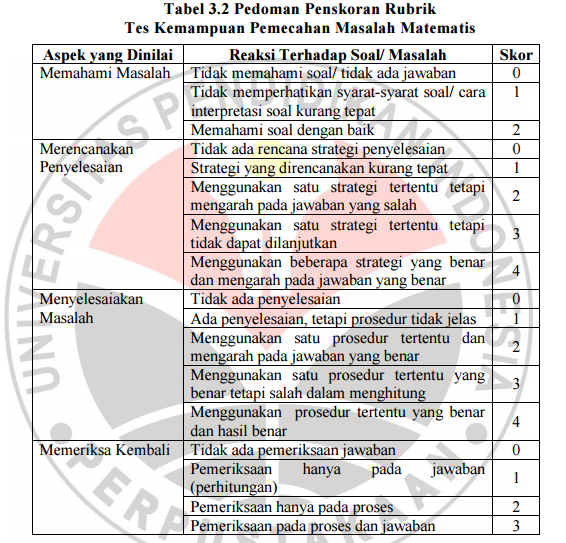 Tabel 3.2 Pedoman Penskoran Rubrik
Tes Kemampuan Pemecahan Masalah Matematis
Aspek yang Dinilai Reaksi Terhadap Soal/ Masalah Skor
Memahami Masalah Tidak memahami soal/ tidak ada jawaban 0
Tidak memperhatikan syarat-syarat soal/ cara 1
interpretasi soal kurang tepat
Memahami soal dengan baik 2
Merencanakan Tidak ada rencana strategi penyelesaian 0
Penyelesaian Strategi yang direncanakan kurang tepat 1
Menggunakan satu strategi tertentu tetapi
mengarah pada jawaban yang salah 2
Menggunakan satu strategi tertentu tetapi
tidak dapat dilanjutkan 3
Menggunakan beberapa strategi yang benar
dan mengarah pada jawaban yang benar 4
Menyelesaiakan Tidak ada penyelesaian 0
Masalah Ada penyelesaian, tetapi prosedur tidak jelas 1
Menggunakan satu prosedur tertentu dan
mengarah pada jawaban yang benar 2
Menggunakan satu prosedur tertentu yang
benar tetapi salah dalam menghitung 3
Menggunakan prosedur tertentu yang benar
dan hasil benar 4
Memeriksa Kembali Tidak ada pemeriksaan jawaban 0
Pemeriksaan hanya pada jawaban
(perhitungan) 1
Pemeriksaan hanya pada proses 2
Pemeriksaan pada proses dan jawaban 3
UNIVERSITAS PENDIDIKAN INDONESIA
PERPUSTAKAAN